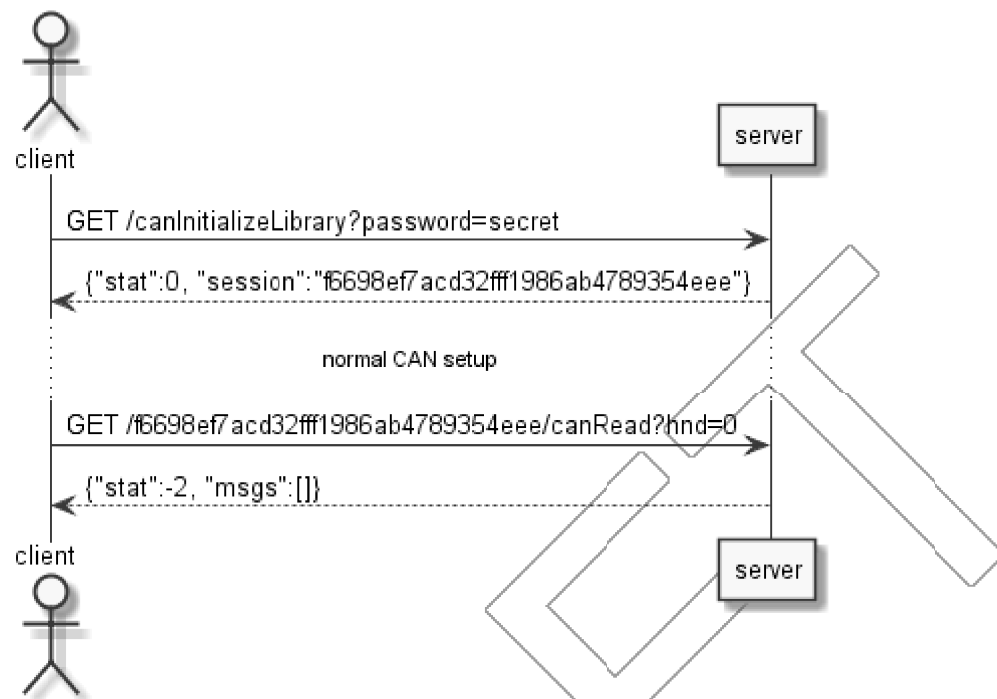 client
server
GET /canInitializeLibrary?password=secret
{"stat":0, "session":"f6698ef7acd32fff1986ab4789354eee"}
normal CAN setup
GET /f6698ef7acd32fff1986ab4789354eee/canRead?hnd=0
{"stat":-2, "msgs":[]}
client
server